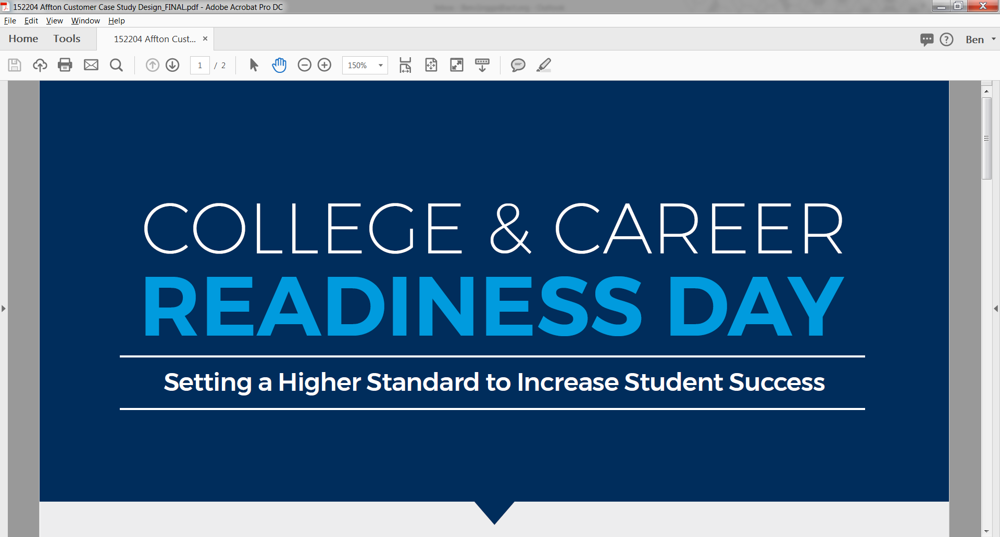 152204 Affton Customer Case Study Design_FINAL.pdf - Adobe Acrobat Pro DC
File Edit View Window Help
Home Tools 152204 Affton Cust... × Ben
1 / 2 150%
COLLEGE & CAREER
READINESS DAY
Setting a Higher Standard to Increase Student Success